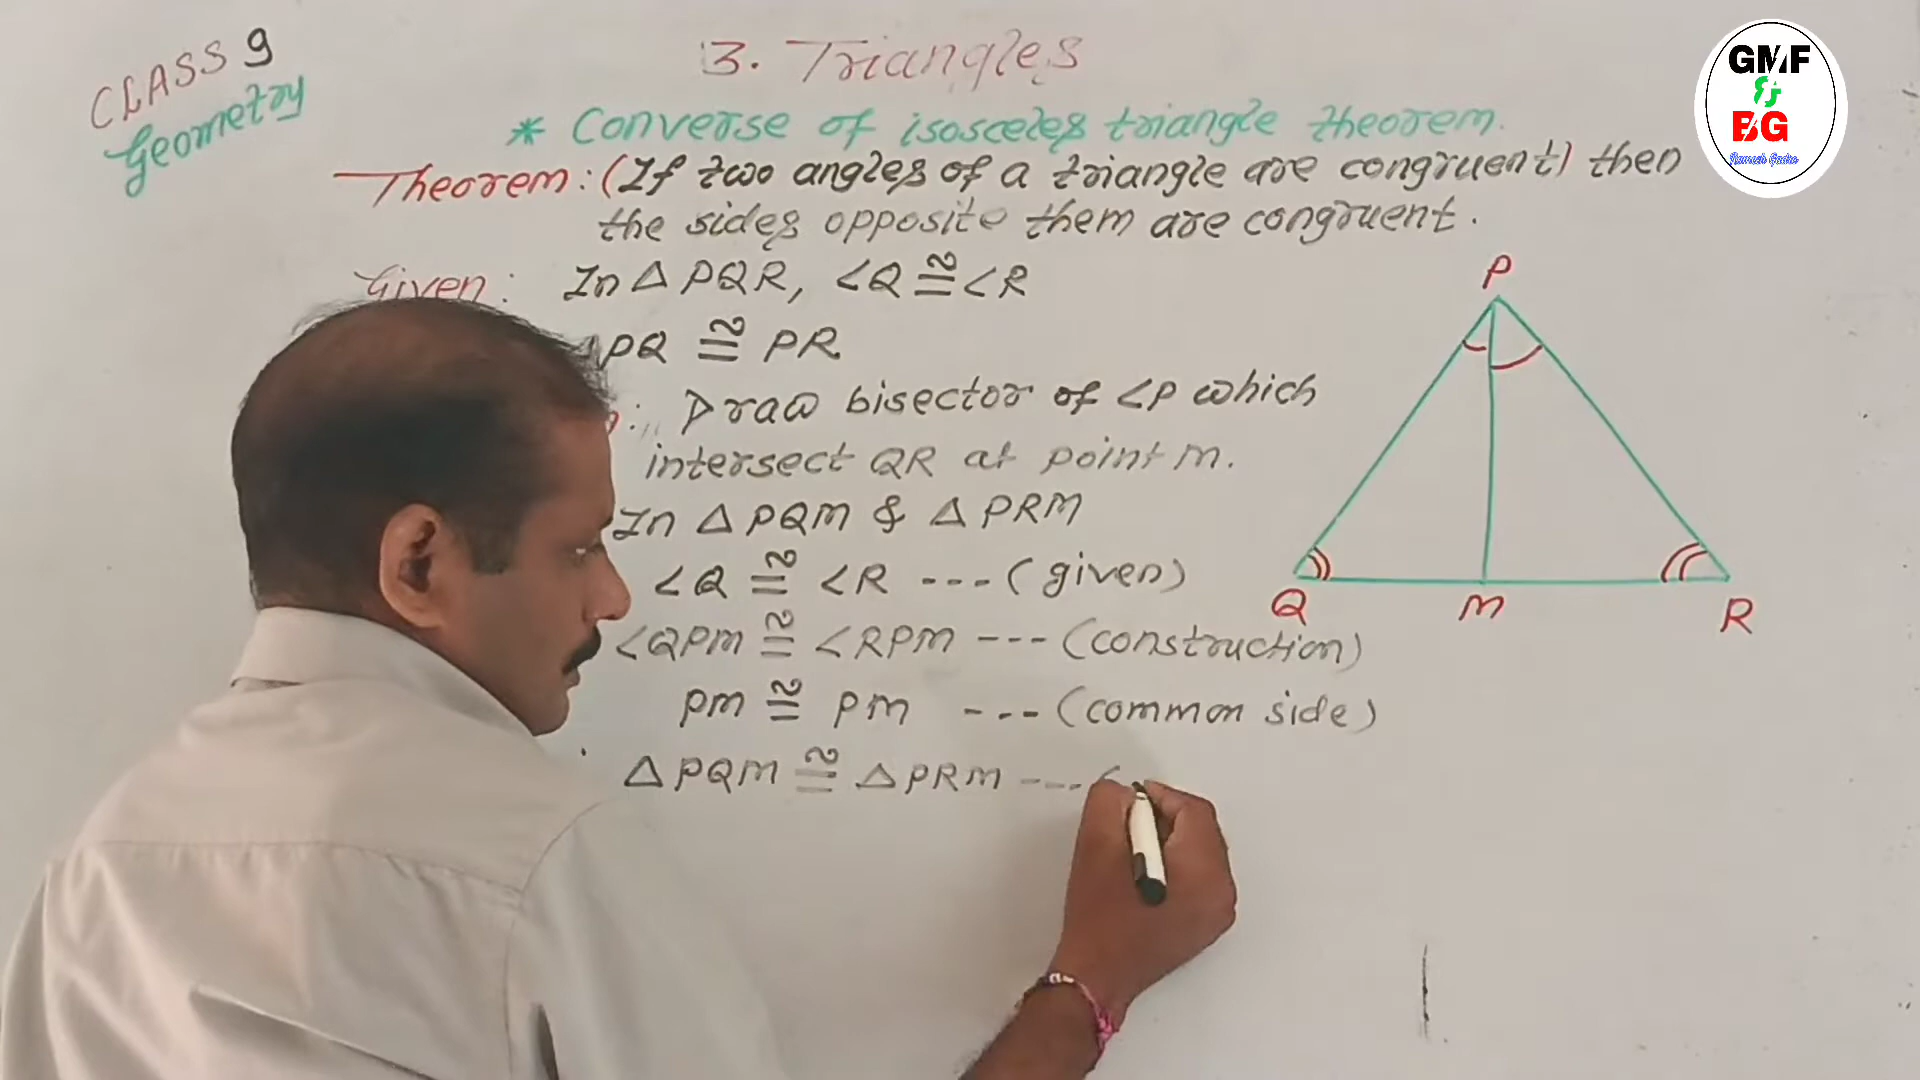 CLASS 9
Geometry
3. Triangles
* Converse of isosceles triangle theorem.
Theorem: (If two angles of a triangle are congruent) then
the sides opposite them are congruent.
Given: In △ PQR, ∠Q ≅ ∠R
PQ ≅ PR
: Draw bisector of ∠P which
intersect QR at point M.
In △ PQM & △ PRM
∠Q ≅ ∠R --- (given)
∠QPM ≅ ∠RPM --- (construction)
PM ≅ PM --- (common side)
△ PQM ≅ △ PRM ---(
P
Q M R
GMF
&
BG